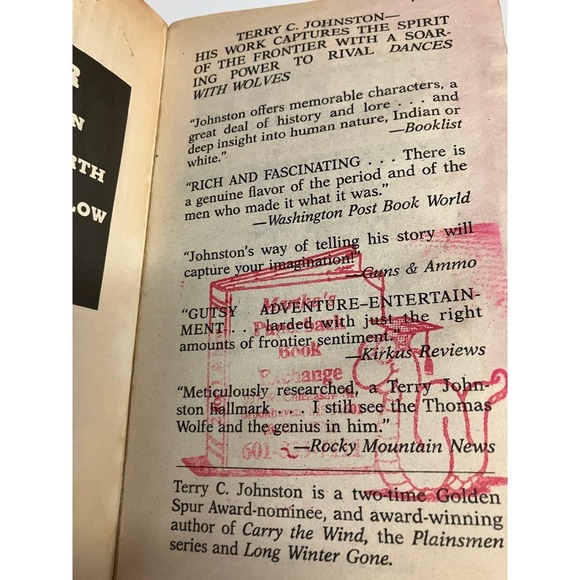 R
N
RTH
LOW
TERRY C. JOHNSTON—
HIS WORK CAPTURES THE SPIRIT
OF THE FRONTIER WITH A SOAR-
ING POWER TO RIVAL DANCES
WITH WOLVES
"Johnston offers memorable characters, a
great deal of history and lore . . . and
deep insight into human nature, Indian or
white."
—Booklist
"RICH AND FASCINATING . . . There is
a genuine flavor of the period and of the
men who made it what it was."
—Washington Post Book World
"Johnston's way of telling his story will
capture your imagination!"
—Guns & Ammo
"GUTSY ADVENTURE–ENTERTAIN-
MENT . . . larded with just the right
amounts of frontier sentiment."
—Kirkus Reviews
"Meticulously researched, a Terry John-
ston hallmark . . . I still see the Thomas
Wolfe and the genius in him."
—Rocky Mountain News
Paperback
Book
Exchange
601-
Terry C. Johnston is a two-time Golden
Spur Award-nominee, and award-winning
author of Carry the Wind, the Plainsmen
series and Long Winter Gone.